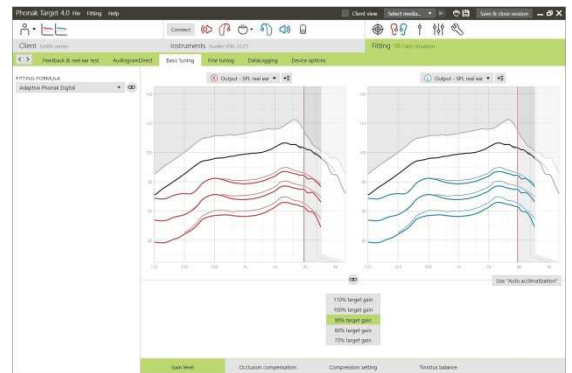 Phonak Target 4.0 File Fitting Help
Client view Select media... Save & close session
Connect
Client Instruments Fitting
Feedback & real ear test AudiogramDirect Basic tuning Fine tuning DataLogging Device options
FITTING FORMULA
Adaptive Phonak Digital
Output - SPL real ear
Output - SPL real ear
Use "Auto acclimatization"
110% target gain
100% target gain
90% target gain
80% target gain
Gain level Occlusion compensation Compression setting Tinnitus balance